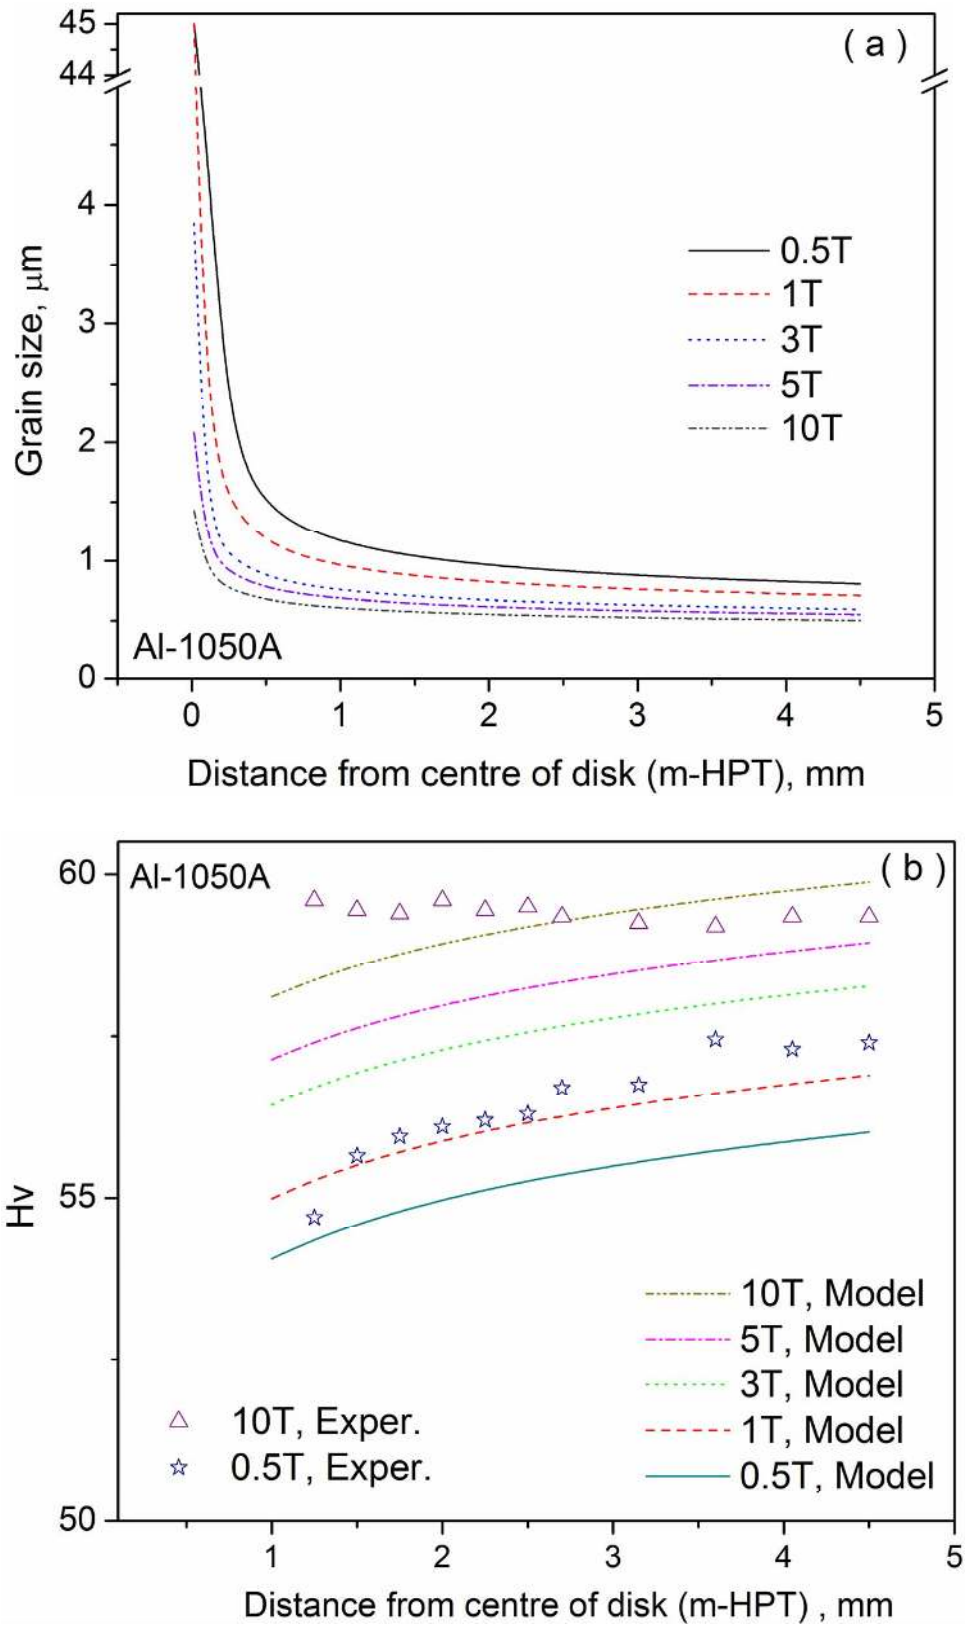 45
( a )
44
4
3
2
1
0
Grain size, μm
0.5T
1T
3T
5T
10T
Al-1050A
0 1 2 3 4 5
Distance from centre of disk (m-HPT), mm
60
Al-1050A
( b )
55
50
Hv
10T, Model
5T, Model
3T, Model
1T, Model
0.5T, Model
10T, Exper.
0.5T, Exper.
1 2 3 4 5
Distance from centre of disk (m-HPT) , mm